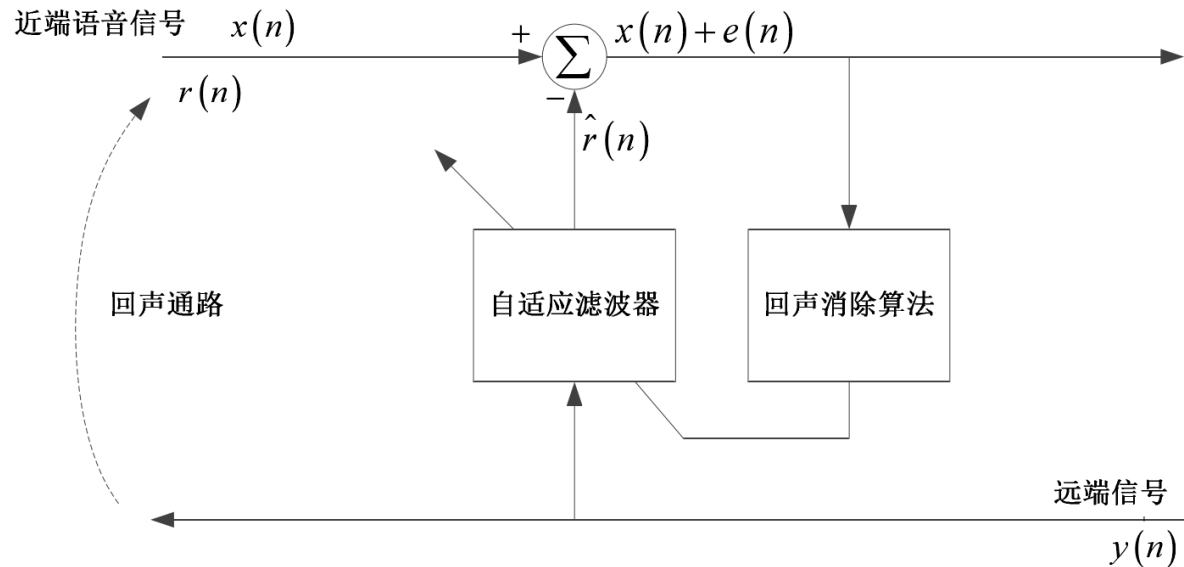 近端语音信号 x(n) + ∑ x(n)+e(n)
r(n) −
r̂(n)
回声通路 自适应滤波器 回声消除算法
远端信号
y(n)